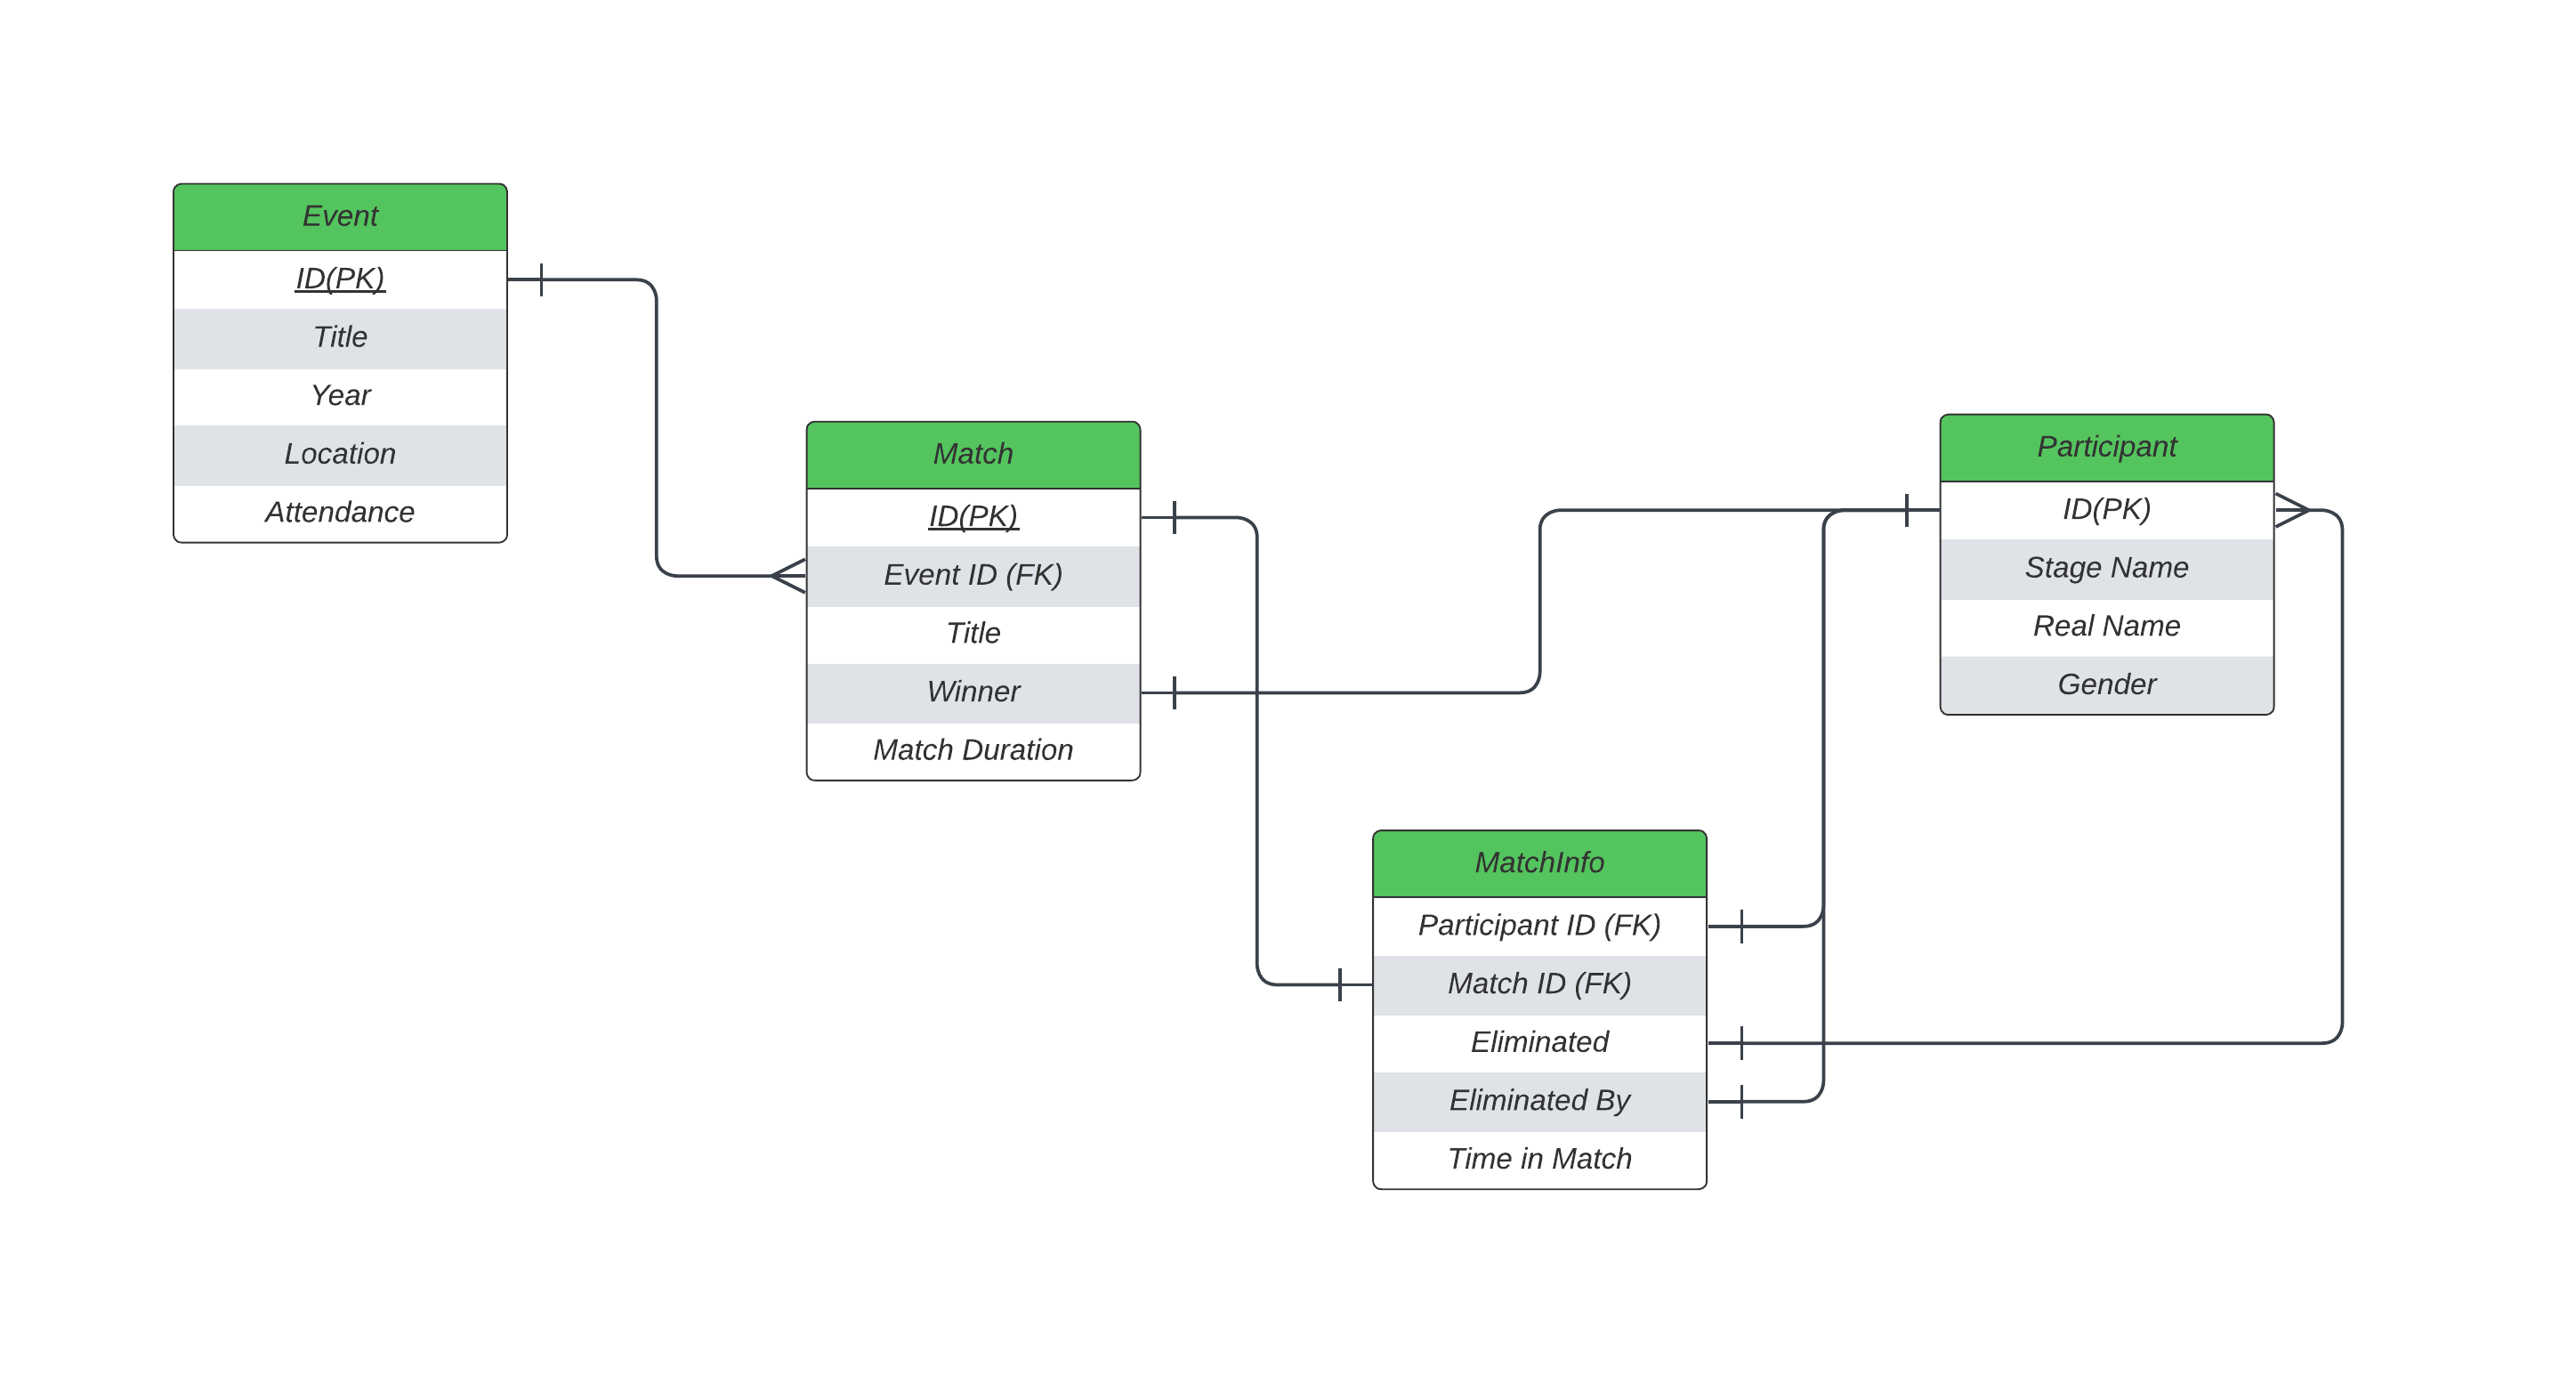 Event
ID(PK)
Title
Year
Location
Attendance
Match
ID(PK)
Event ID (FK)
Title
Winner
Match Duration
Participant
ID(PK)
Stage Name
Real Name
Gender
MatchInfo
Participant ID (FK)
Match ID (FK)
Eliminated
Eliminated By
Time in Match